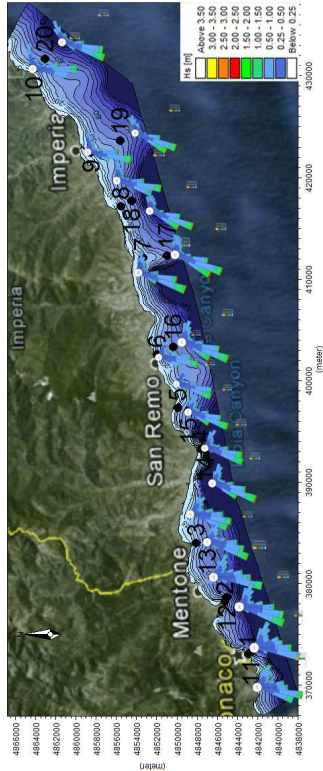 Imperia
Imperia
San Remo
Mentone
naco
Canyo
Canyon
10
20
9
19
8
18
7
17
6
16
5
15
3
13
2
12
11
Hs [m]
Above 3.50
3.00 - 3.50
2.50 - 3.00
2.00 - 2.50
1.50 - 2.00
1.00 - 1.50
0.50 - 1.00
0.25 - 0.50
Below 0.25
4866000
4864000
4862000
4860000
4858000
4856000
4854000
4852000
4850000
4848000
4846000
4844000
4842000
4840000
4838000
(meter)
370000
380000
390000
400000
410000
420000
430000
(meter)